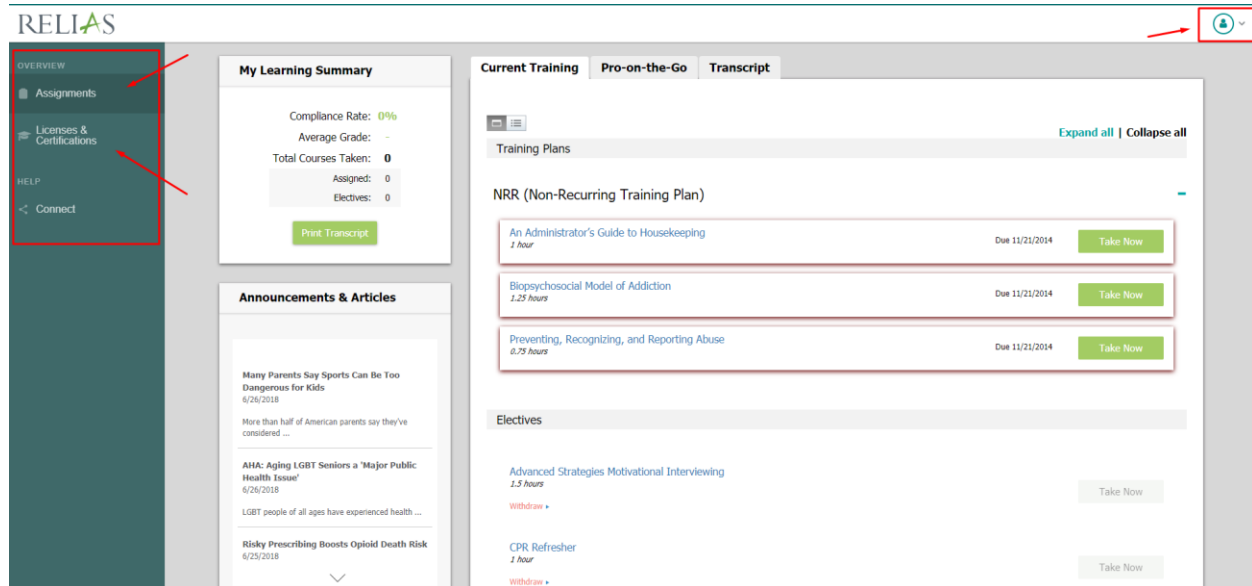 RELIAS
OVERVIEW
Assignments
Licenses &
Certifications
HELP
Connect
My Learning Summary
Compliance Rate: 0%
Average Grade: -
Total Courses Taken: 0
Assigned: 0
Electives: 0
Print Transcript
Announcements & Articles
Many Parents Say Sports Can Be Too
Dangerous for Kids
6/26/2018
More than half of American parents say they've
considered ...
AHA: Aging LGBT Seniors a 'Major Public
Health Issue'
6/26/2018
LGBT people of all ages have experienced health ...
Risky Prescribing Boosts Opioid Death Risk
6/25/2018
Current Training Pro-on-the-Go Transcript
Expand all | Collapse all
Training Plans
NRR (Non-Recurring Training Plan)
An Administrator's Guide to Housekeeping
1 hour
Due 11/21/2014 Take Now
Biopsychosocial Model of Addiction
1.25 hours
Due 11/21/2014 Take Now
Preventing, Recognizing, and Reporting Abuse
0.75 hours
Due 11/21/2014 Take Now
Electives
Advanced Strategies Motivational Interviewing
1.5 hours
Take Now
Withdraw
CPR Refresher
1 hour
Take Now
Withdraw